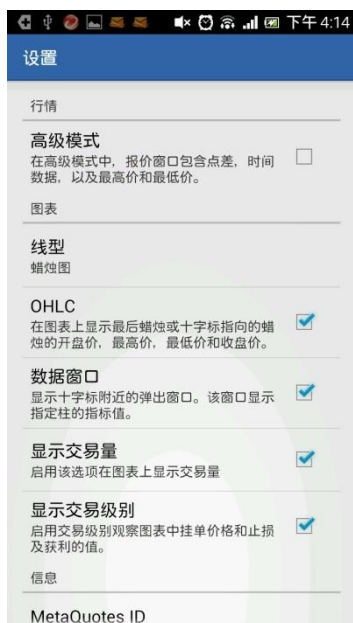 下午 4:14
设置
行情
高级模式
在高级模式中，报价窗口包含点差，时间
数据，以及最高价和最低价。
图表
线型
蜡烛图
OHLC
在图表上显示最后蜡烛或十字标指向的蜡
烛的开盘价，最高价，最低价和收盘价。
数据窗口
显示十字标附近的弹出窗口。该窗口显示
指定柱的指标值。
显示交易量
启用该选项在图表上显示交易量
显示交易级别
启用交易级别观察图表中挂单价格和止损
及获利的值。
信息
MetaQuotes ID